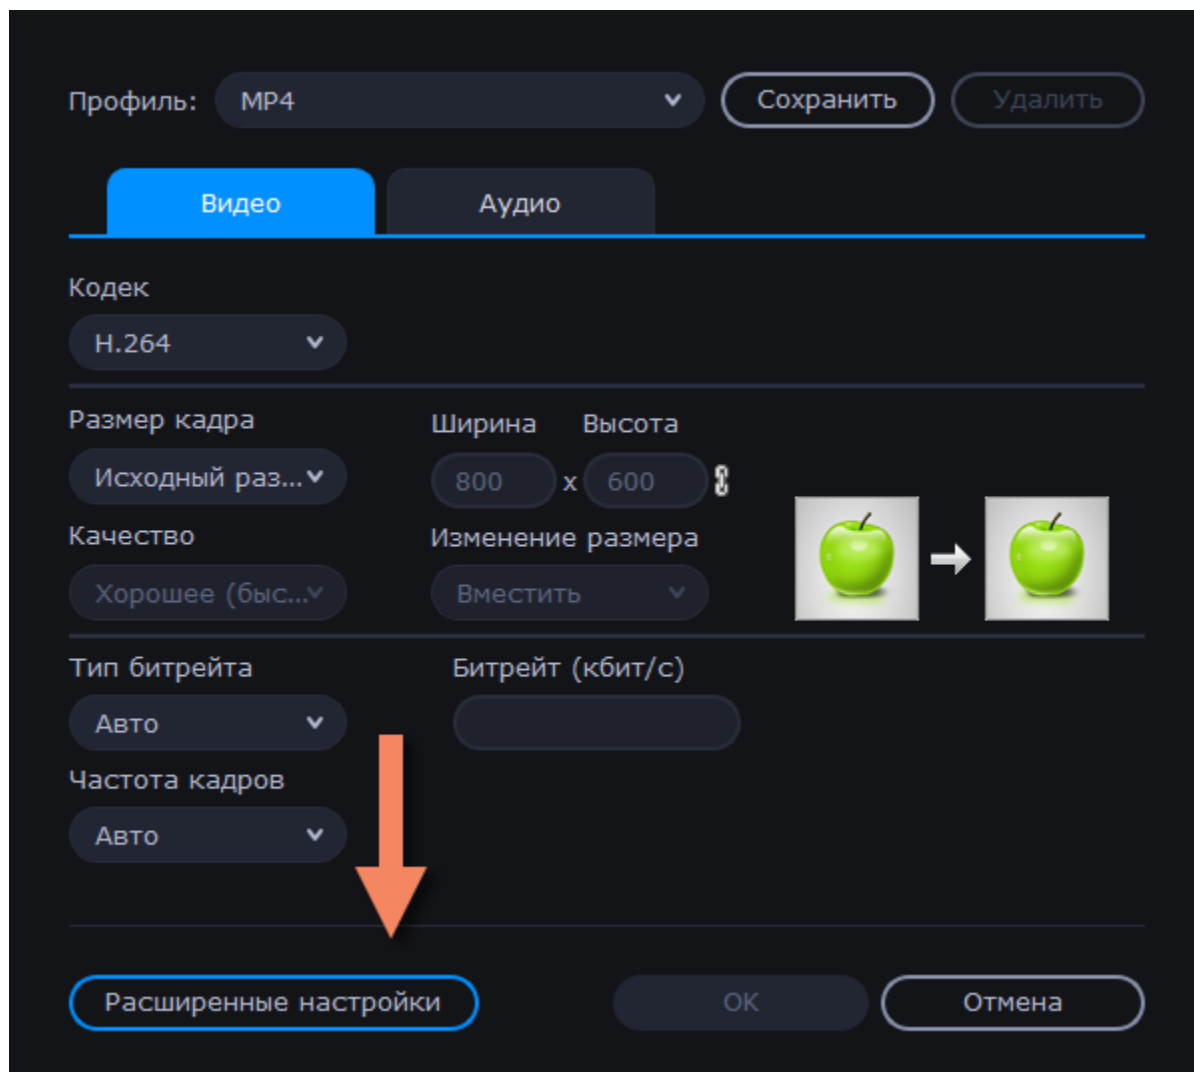 Профиль: MP4 Сохранить Удалить
Видео Аудио
Кодек
H.264
Размер кадра Ширина Высота
Исходный раз... 800 x 600
Качество Изменение размера
Хорошее (быс... Вместить
Тип битрейта Битрейт (кбит/с)
Авто
Частота кадров
Авто
Расширенные настройки OK Отмена